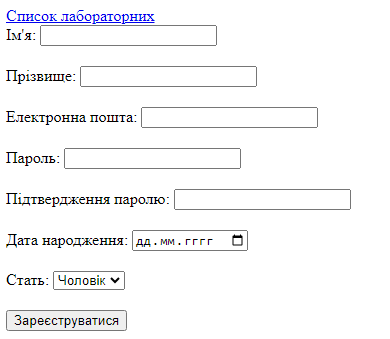 Список лабораторних
Ім'я:
Прізвище:
Електронна пошта:
Пароль:
Підтвердження паролю:
Дата народження: дд.мм.гггг
Стать: Чоловік
Зареєструватися